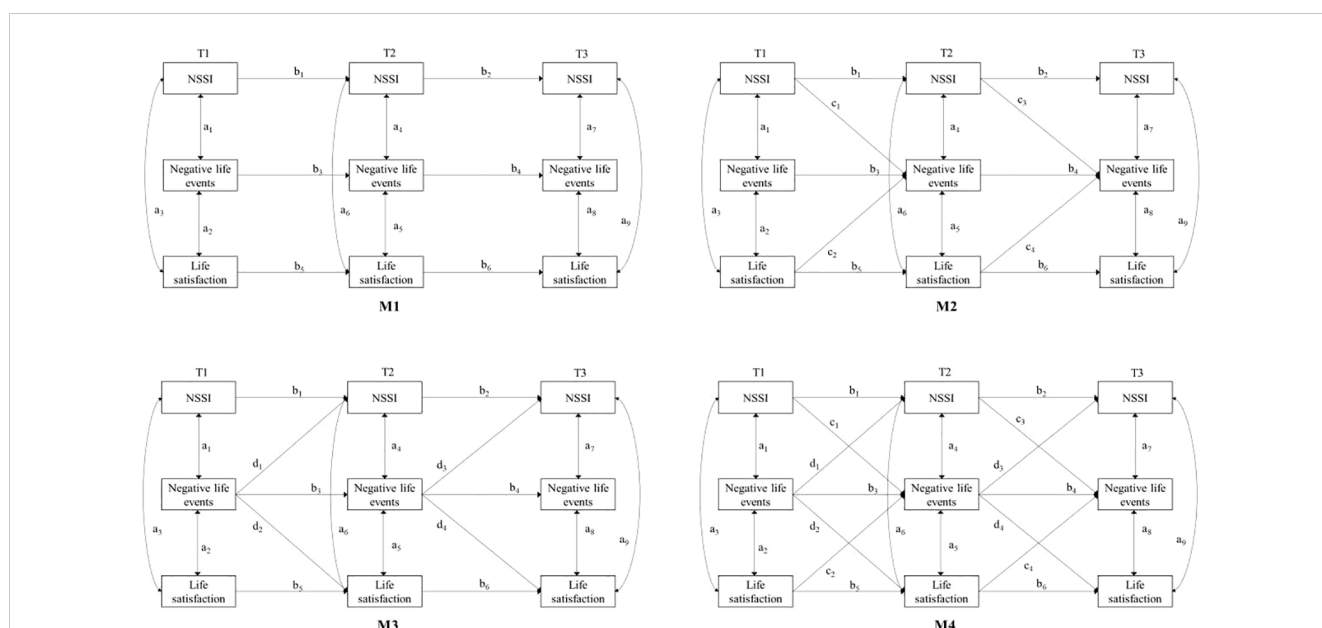 T1 T2 T3
NSSI b₁ NSSI b₂ NSSI
a₁ a₄ a₇
Negative life events b₃ Negative life events b₄ Negative life events
a₃ a₂ a₆ a₅ a₈ a₉
Life satisfaction b₅ Life satisfaction b₆ Life satisfaction
M1
T1 T2 T3
NSSI b₁ NSSI b₂ NSSI
c₁ c₃
a₁ a₄ a₇
Negative life events b₃ Negative life events b₄ Negative life events
a₃ a₂ a₆ a₅ a₈ a₉
c₂ c₄
Life satisfaction b₅ Life satisfaction b₆ Life satisfaction
M2
T1 T2 T3
NSSI b₁ NSSI b₂ NSSI
a₁ a₄ a₇
d₁ d₃
Negative life events b₃ Negative life events b₄ Negative life events
a₃ d₂ a₆ d₄ a₈ a₉
a₂ a₅
Life satisfaction b₅ Life satisfaction b₆ Life satisfaction
M3
T1 T2 T3
NSSI b₁ NSSI b₂ NSSI
c₁ c₃
a₁ a₄ a₇
d₁ d₃
Negative life events b₃ Negative life events b₄ Negative life events
a₃ d₂ a₆ d₄ a₈ a₉
a₂ a₅
c₂ c₄
Life satisfaction b₅ Life satisfaction b₆ Life satisfaction
M4